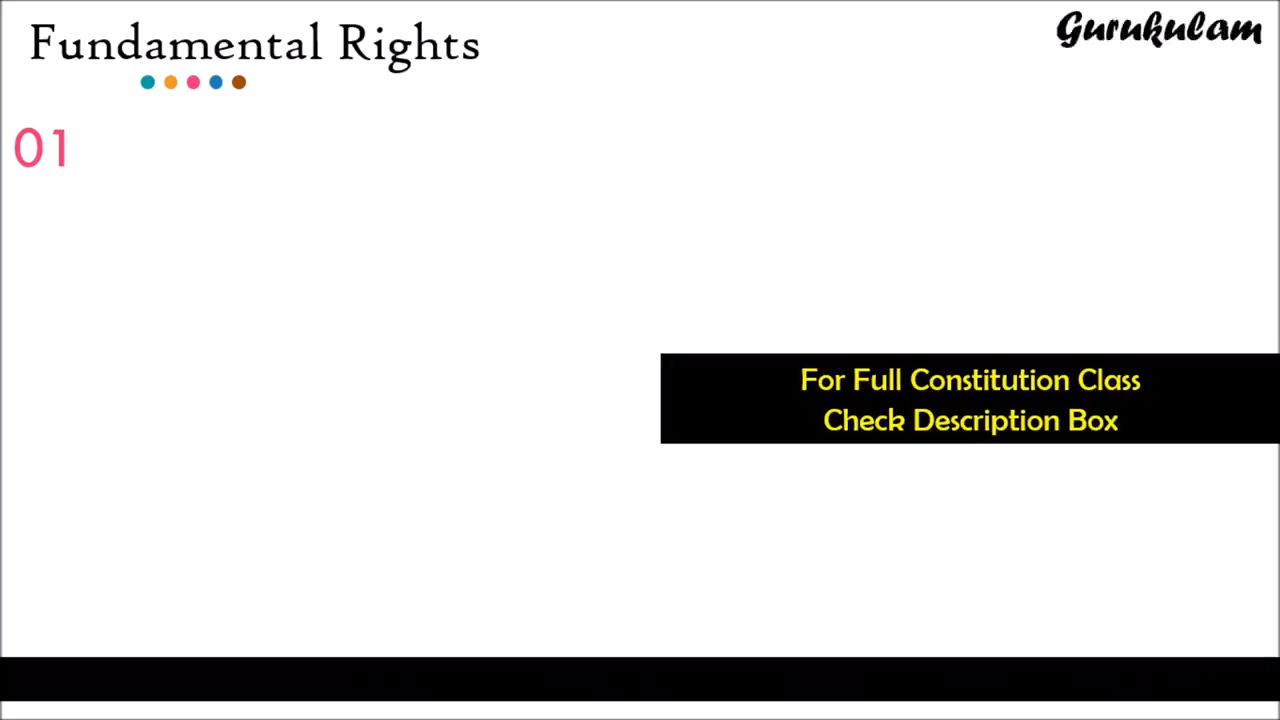 Fundamental Rights
Gurukulam
01
For Full Constitution Class
Check Description Box